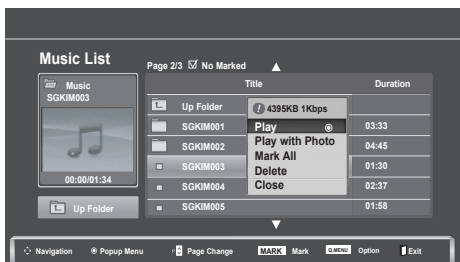 Music List
Page 2/3 ☑ No Marked
Music
SGKIM003
00:00/01:34
Up Folder
Title Duration
Up Folder
SGKIM001 03:33
SGKIM002 04:45
SGKIM003 01:30
SGKIM004 02:37
SGKIM005 01:58
4395KB 1Kbps
Play
Play with Photo
Mark All
Delete
Close
Navigation Popup Menu Page Change MARK Mark Q.MENU Option Exit